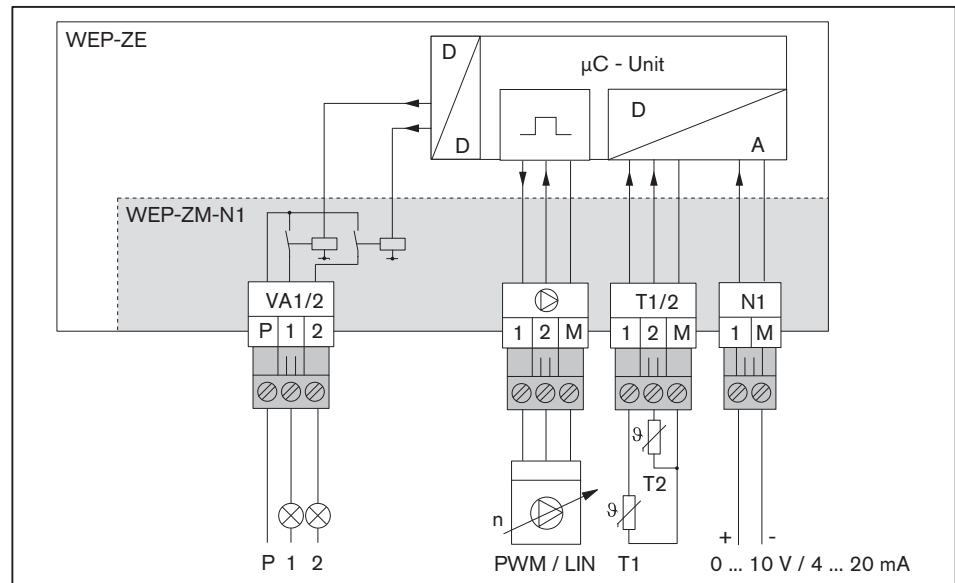 WEP-ZE
D
D
µC - Unit
D
A
WEP-ZM-N1
VA1/2
P 1 2
1 2 M
T1/2
1 2 M
N1
1 M
ϑ
T2
ϑ
n
+ -
P 1 2
PWM / LIN
T1
0 ... 10 V / 4 ... 20 mA